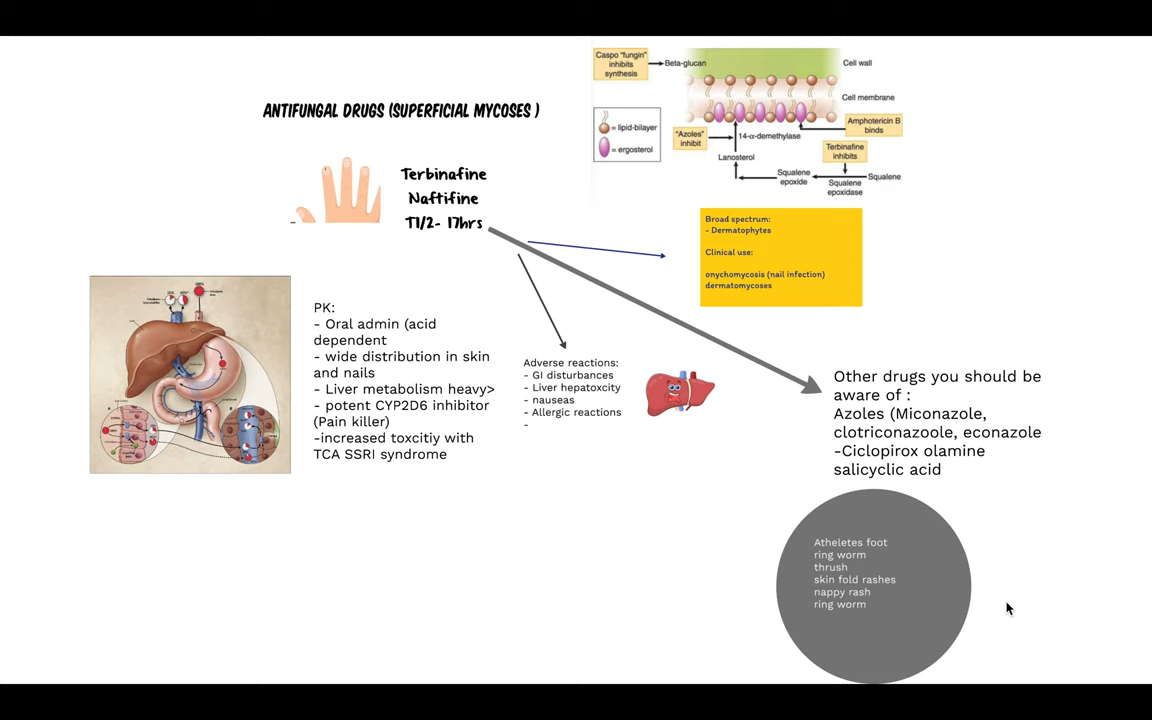 ANTIFUNGAL DRUGS (SUPERFICIAL MYCOSES )
Terbinafine
Naftifine
T1/2- 17hrs
Caspo "fungin"
inhibits
synthesis
Beta-glucan
Cell wall
Cell membrane
= lipid-bilayer
= ergosterol
"Azoles"
inhibit
14-α-demethylase
Amphotericin B
binds
Terbinafine
inhibits
Lanosterol
Squalene
epoxide
Squalene
epoxidase
Squalene
Broad spectrum:
- Dermatophytes
Clinical use:
onychomycosis (nail infection)
dermatomycoses
PK:
- Oral admin (acid
dependent
- wide distribution in skin
and nails
- Liver metabolism heavy>
- potent CYP2D6 inhibitor
(Pain killer)
-increased toxcitiy with
TCA SSRI syndrome
Adverse reactions:
- GI disturbances
- Liver hepatoxcity
- nauseas
- Allergic reactions
-
Other drugs you should be
aware of :
Azoles (Miconazole,
clotriconazoole, econazole
-Ciclopirox olamine
salicyclic acid
Atheletes foot
ring worm
thrush
skin fold rashes
nappy rash
ring worm